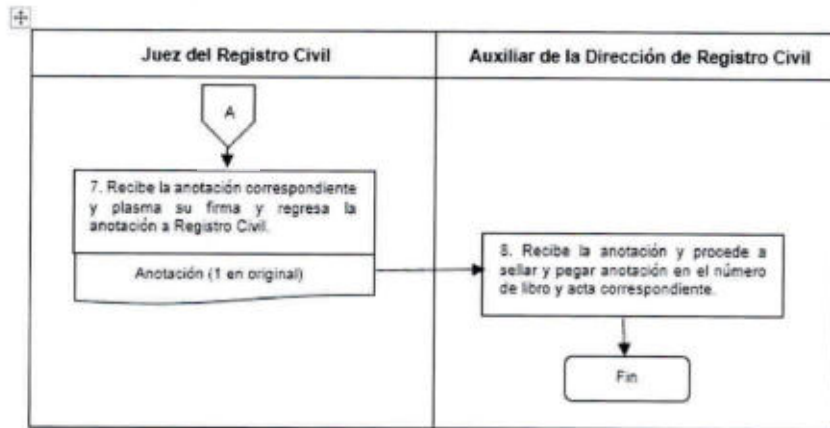 Juez del Registro Civil
Auxiliar de la Dirección de Registro Civil
A
7. Recibe la anotación correspondiente
y plasma su firma y regresa la
anotación a Registro Civil.
Anotación (1 en original)
8. Recibe la anotación y procede a
sellar y pegar anotación en el número
de libro y acta correspondiente.
Fin